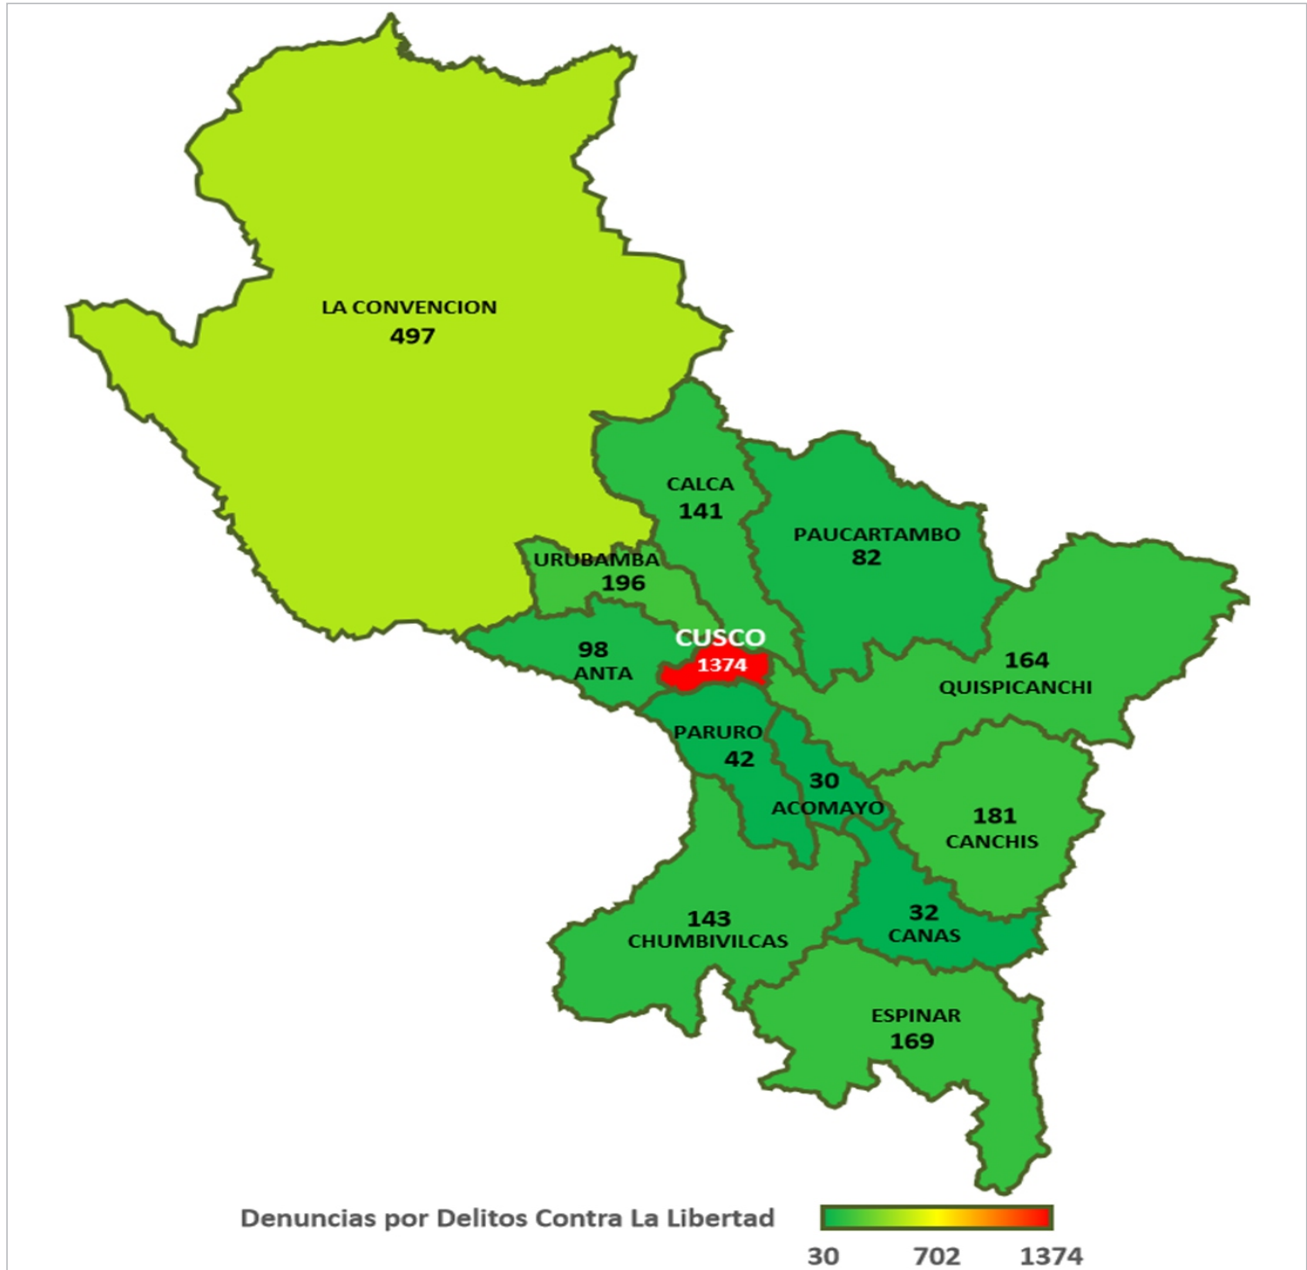 LA CONVENCION
497
CALCA
141
PAUCARTAMBO
82
URUBAMBA
196
CUSCO
1374
98
ANTA
164
QUISPICANCHI
PARURO
42
30
ACOMAYO
181
CANCHIS
143
CHUMBIVILCAS
32
CANAS
ESPINAR
169
Denuncias por Delitos Contra La Libertad
30 702 1374